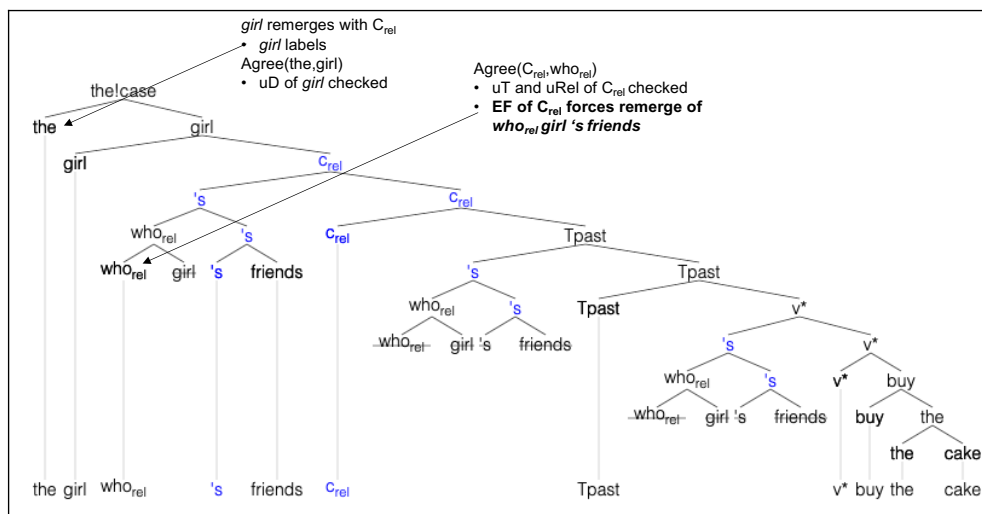 girl remerges with Crel
• girl labels
Agree(the,girl)
• uD of girl checked
Agree(Crel,whorel)
• uT and uRel of Crel checked
• EF of Crel forces remerge of
whorel girl ‘s friends
the!case
the girl
girl crel
's crel
whorel 's crel Tpast
whorel girl 's friends 's Tpast
whorel 's Tpast v*
whorel girl 's friends 's v*
whorel 's v* buy
whorel girl 's friends buy the
the cake
the girl whorel 's friends crel Tpast v* buy the cake